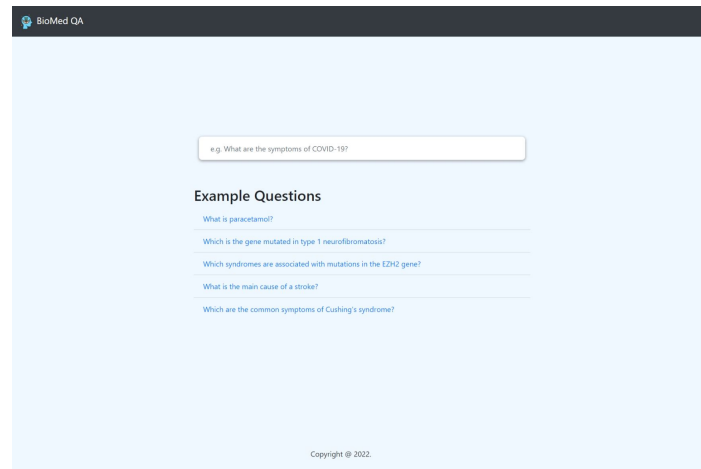 BioMed QA
e.g. What are the symptoms of COVID-19?
Example Questions
What is paracetamol?
Which is the gene mutated in type 1 neurofibromatosis?
Which syndromes are associated with mutations in the EZH2 gene?
What is the main cause of a stroke?
Which are the common symptoms of Cushing's syndrome?
Copyright @ 2022.